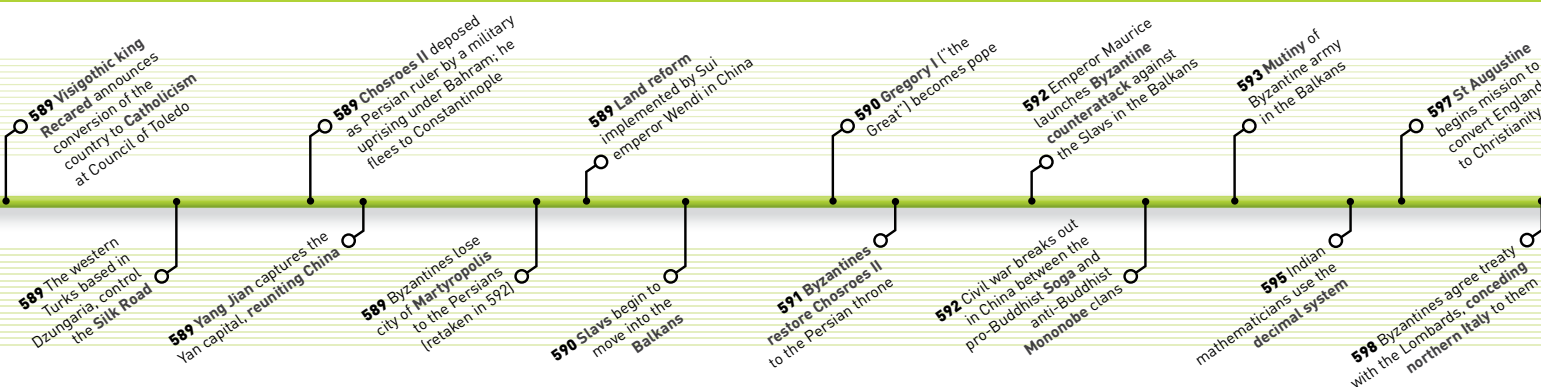 589 Visigothic king
Recared announces
conversion of the
country to Catholicism
at Council of Toledo
589 The western
Turks based in
Dzungaria, control
the Silk Road
589 Chosroes II deposed
as Persian ruler by a military
uprising under Bahram; he
flees to Constantinople
589 Yang Jian captures the
Yan capital, reuniting China
589 Byzantines lose
city of Martyropolis
to the Persians
[retaken in 592]
589 Land reform
implemented by Sui
emperor Wendi in China
590 Slavs begin to
move into the
Balkans
590 Gregory I [“the
Great”] becomes pope
591 Byzantines
restore Chosroes II
to the Persian throne
592 Emperor Maurice
launches Byzantine
counterattack against
the Slavs in the Balkans
592 Civil war breaks out
in China between the
pro-Buddhist Soga and
anti-Buddhist
Mononobe clans
593 Mutiny of
Byzantine army
in the Balkans
595 Indian
mathematicians use the
decimal system
597 St Augustine
begins mission to
convert England
to Christianity
598 Byzantines agree treaty
with the Lombards, conceding
northern Italy to them